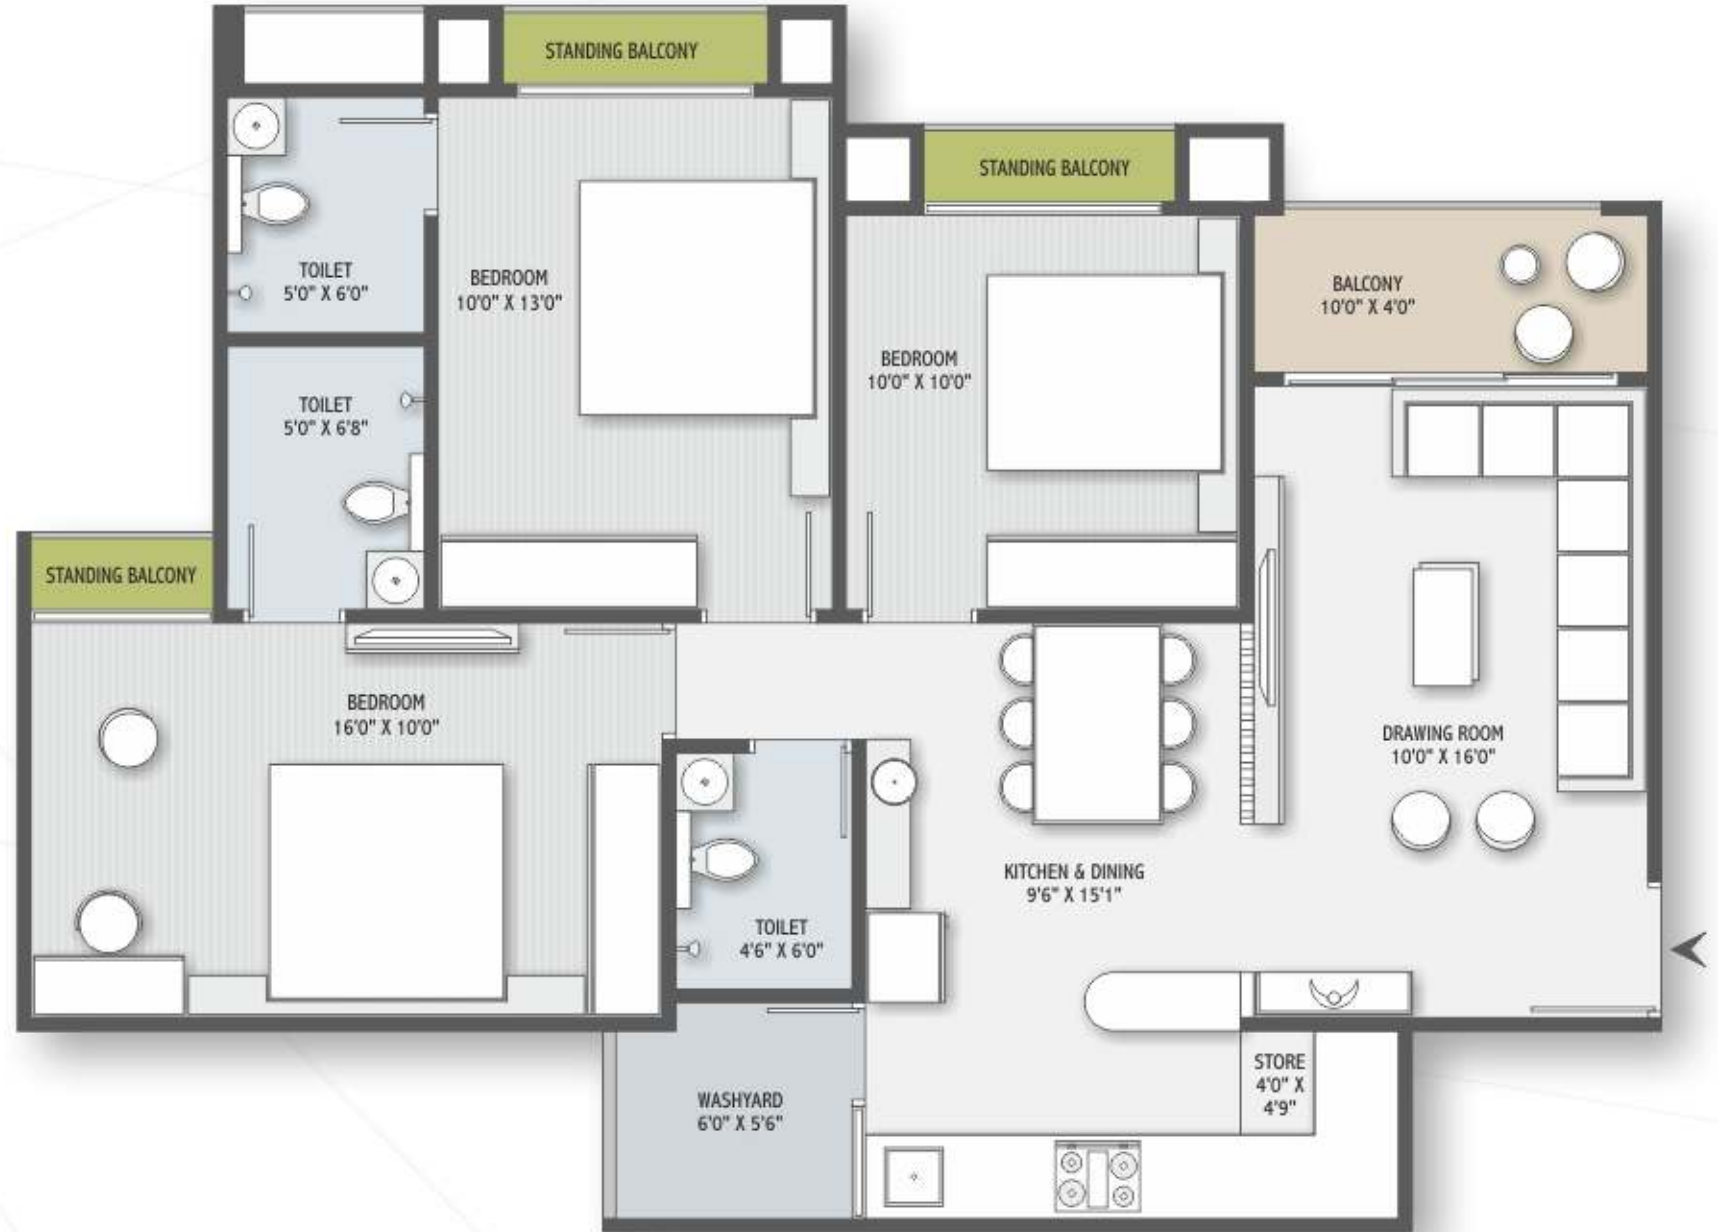 STANDING BALCONY
STANDING BALCONY
TOILET
5'0" X 6'0"
BEDROOM
10'0" X 13'0"
BALCONY
10'0" X 4'0"
BEDROOM
10'0" X 10'0"
TOILET
5'0" X 6'8"
STANDING BALCONY
BEDROOM
16'0" X 10'0"
DRAWING ROOM
10'0" X 16'0"
KITCHEN & DINING
9'6" X 15'1"
TOILET
4'6" X 6'0"
STORE
4'0" X
4'9"
WASHYARD
6'0" X 5'6"